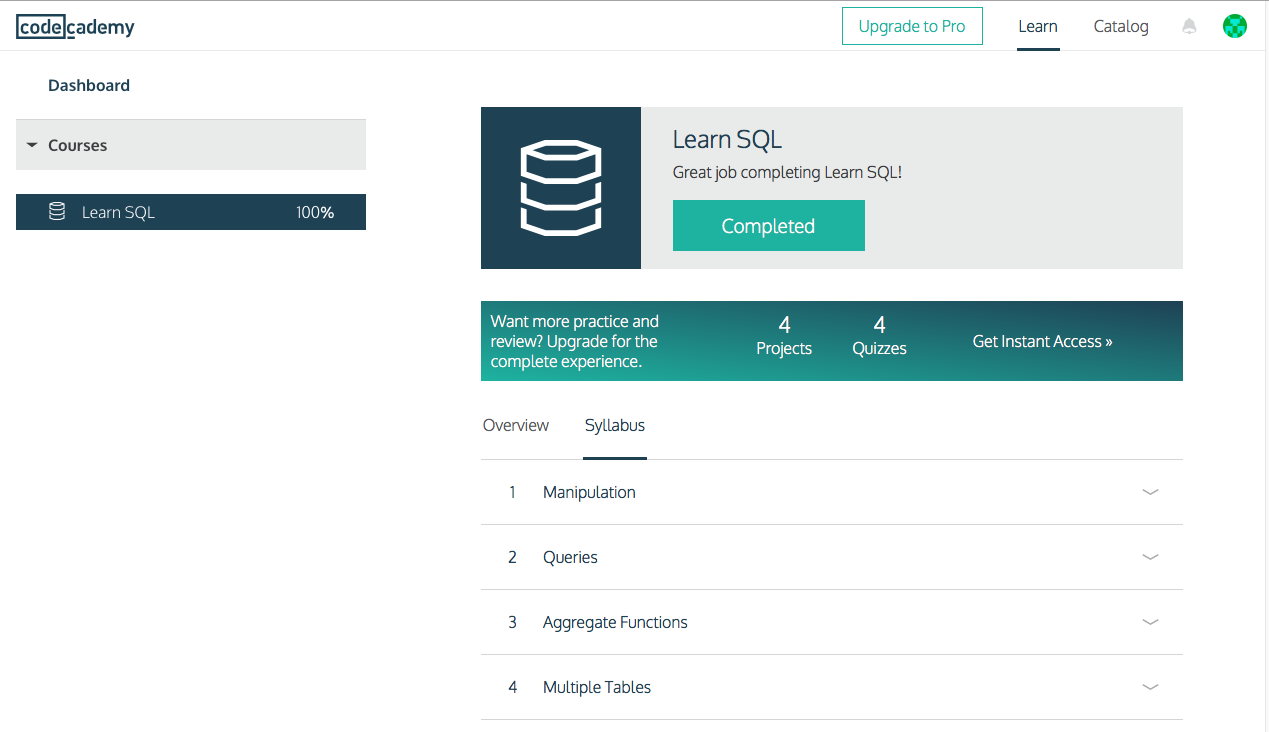 codecademy
Upgrade to Pro
Learn
Catalog
Dashboard
Courses
Learn SQL 100%
Learn SQL
Great job completing Learn SQL!
Completed
Want more practice and
review? Upgrade for the
complete experience.
4
Projects
4
Quizzes
Get Instant Access »
Overview
Syllabus
1 Manipulation
2 Queries
3 Aggregate Functions
4 Multiple Tables